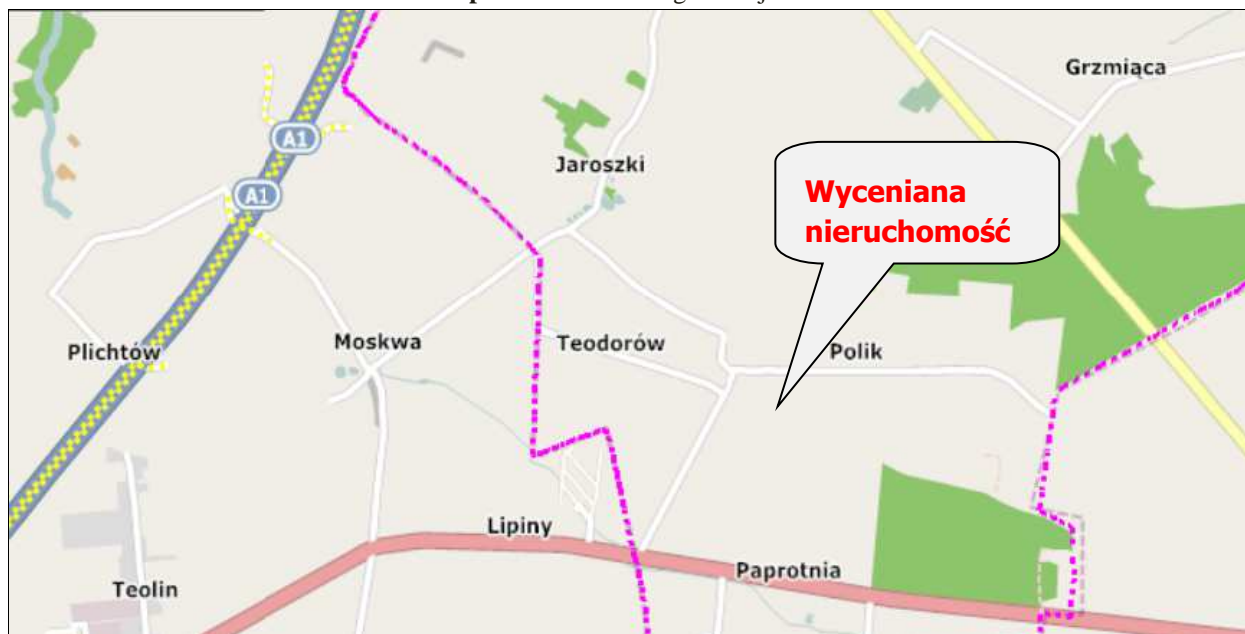 Grzmiąca
A1
Jaroszki
A1
Wyceniana
nieruchomość
Moskwa
Teodorów
Plichtów
Polik
Lipiny
Paprotnia
Teolin